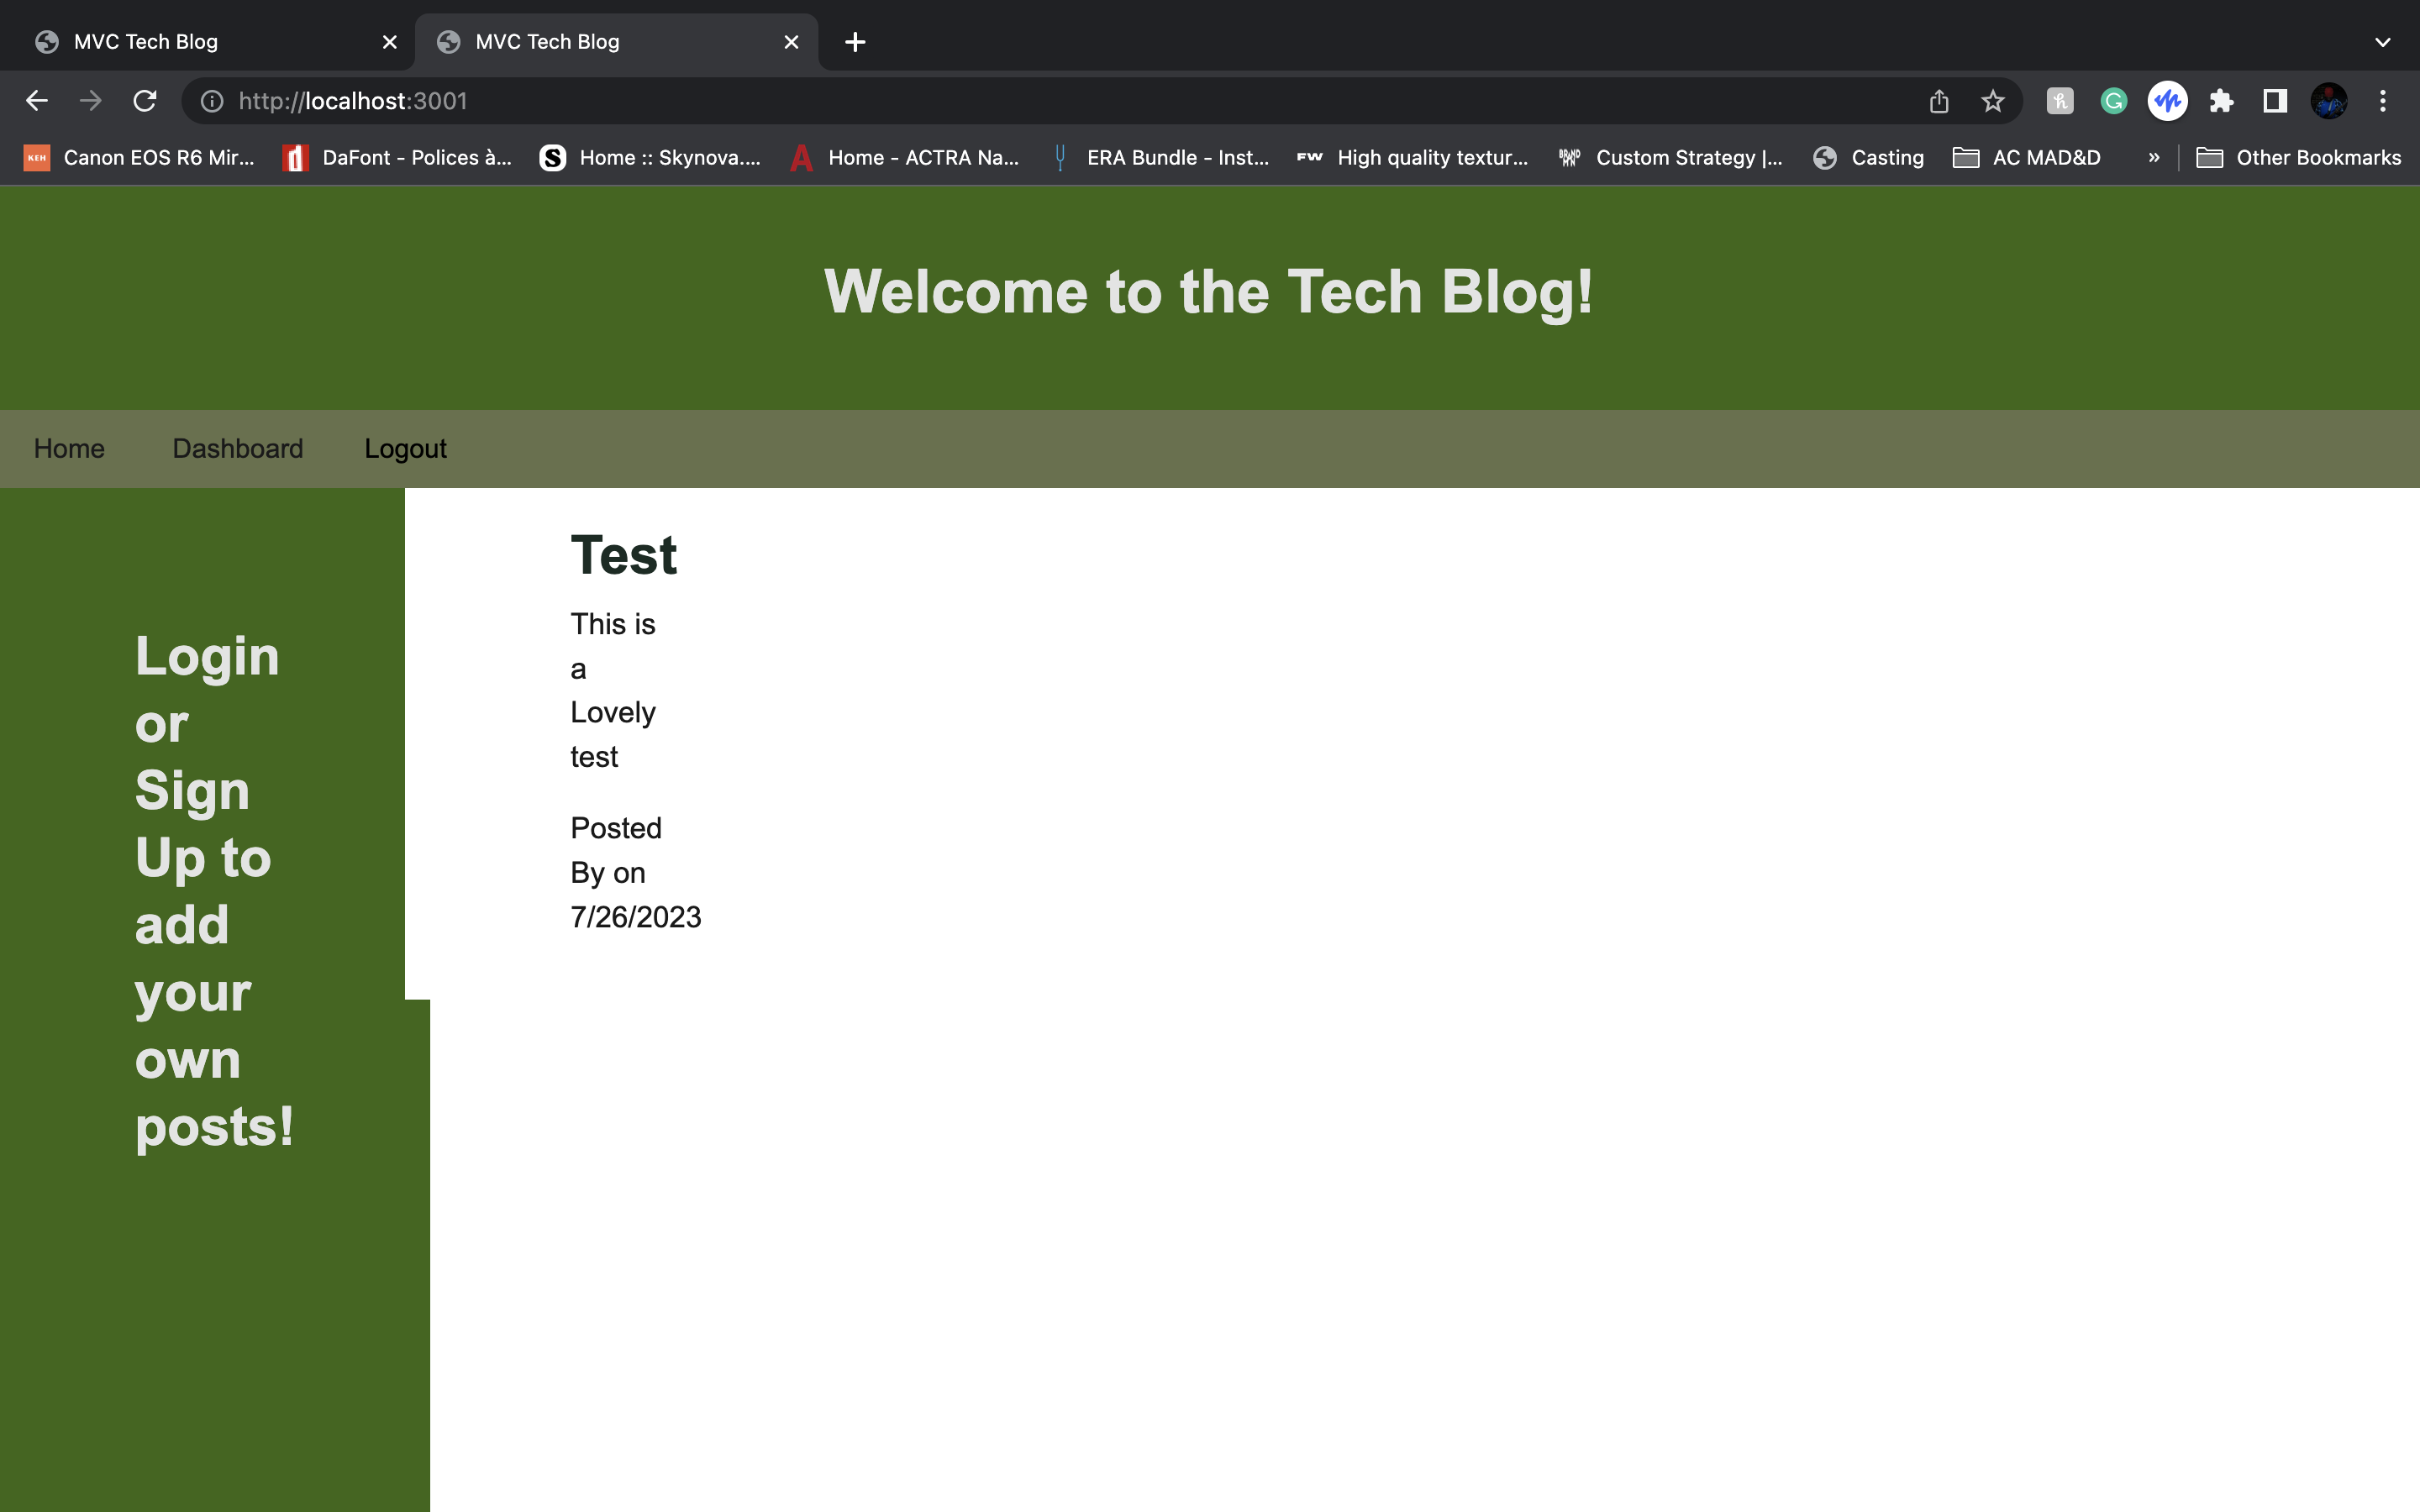 MVC Tech Blog
MVC Tech Blog
http://localhost:3001
KEH Canon EOS R6 Mir... DaFont - Polices à... Home :: Skynova.... Home - ACTRA Na... ERA Bundle - Inst... FW High quality textur... Custom Strategy |... Casting AC MAD&D » Other Bookmarks
Welcome to the Tech Blog!
Home Dashboard Logout
Login
or
Sign
Up to
add
your
own
posts!
Test
This is
a
Lovely
test
Posted
By on
7/26/2023